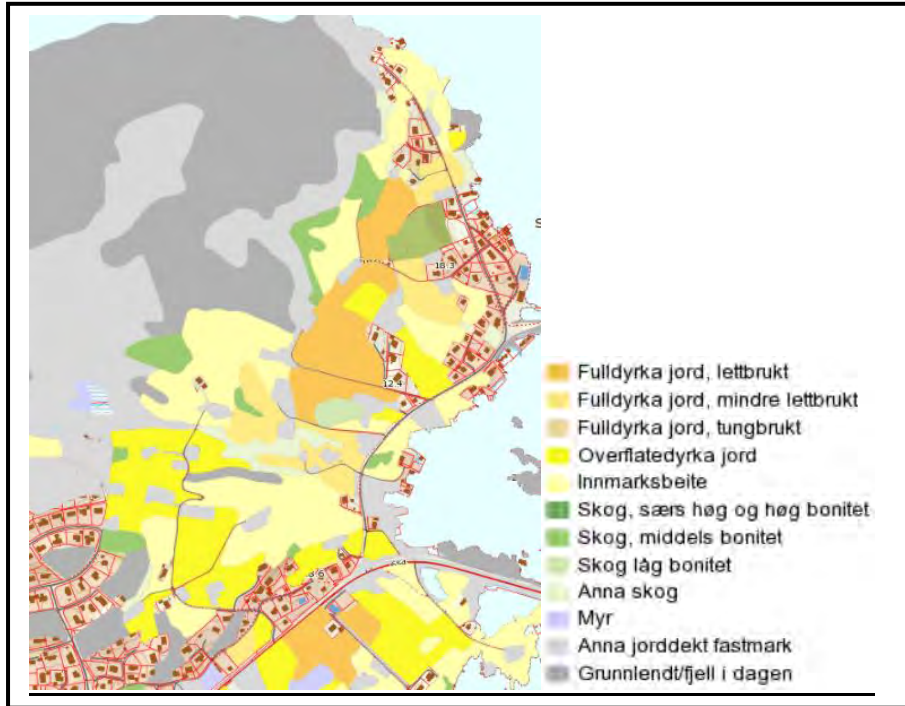 18.3
12.4
Fulldyrka jord, lettbrukt
Fulldyrka jord, mindre lettbrukt
Fulldyrka jord, tungbrukt
Overflatedyrka jord
Innmarksbeite
Skog, særs høg og høg bonitet
Skog, middels bonitet
Skog låg bonitet
Anna skog
Myr
Anna jorddekt fastmark
Grunnlendt/fjell i dagen